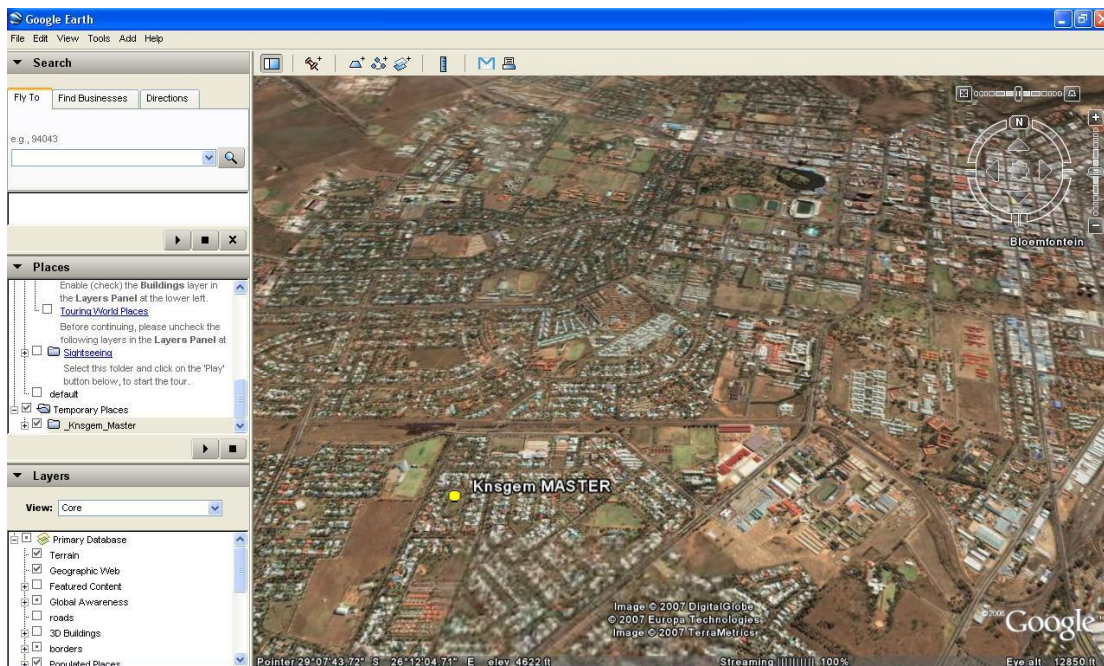 Google Earth
File Edit View Tools Add Help
Search
Fly To Find Businesses Directions
e.g., 94043
Places
Enable (check) the Buildings layer in
the Layers Panel at the lower left.
Touring World Places
Before continuing, please uncheck the
following layers in the Layers Panel at
Sightseeing
Select this folder and click on the 'Play'
button below, to start the tour.
default
Temporary Places
_Knsgem_Master
Layers
View: Core
Primary Database
Terrain
Geographic Web
Featured Content
Global Awareness
roads
3D Buildings
borders
Populated Places
N
Bloemfontein
'Knsgem MASTER
Image © 2007 DigitalGlobe
© 2007 Europa Technologies
Image © 2007 TerraMetrics
©2006 Google
Pointer 29°07'43.72" S 26°12'04.71" E elev 4622 ft Streaming |||||||||| 100% Eye alt 12850 ft